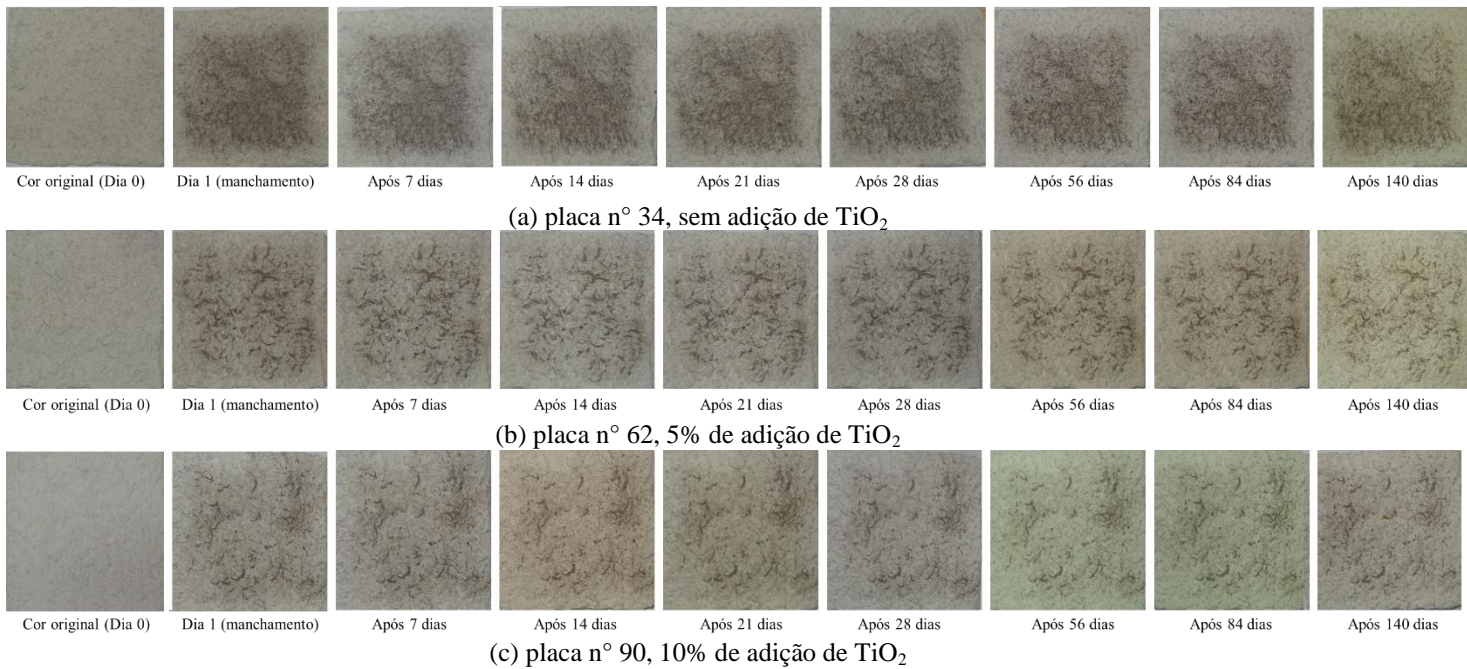 Cor original (Dia 0) Dia 1 (manchamento) Após 7 dias Após 14 dias Após 21 dias Após 28 dias Após 56 dias Após 84 dias Após 140 dias
(a) placa n° 34, sem adição de TiO₂
Cor original (Dia 0) Dia 1 (manchamento) Após 7 dias Após 14 dias Após 21 dias Após 28 dias Após 56 dias Após 84 dias Após 140 dias
(b) placa n° 62, 5% de adição de TiO₂
Cor original (Dia 0) Dia 1 (manchamento) Após 7 dias Após 14 dias Após 21 dias Após 28 dias Após 56 dias Após 84 dias Após 140 dias
(c) placa n° 90, 10% de adição de TiO₂